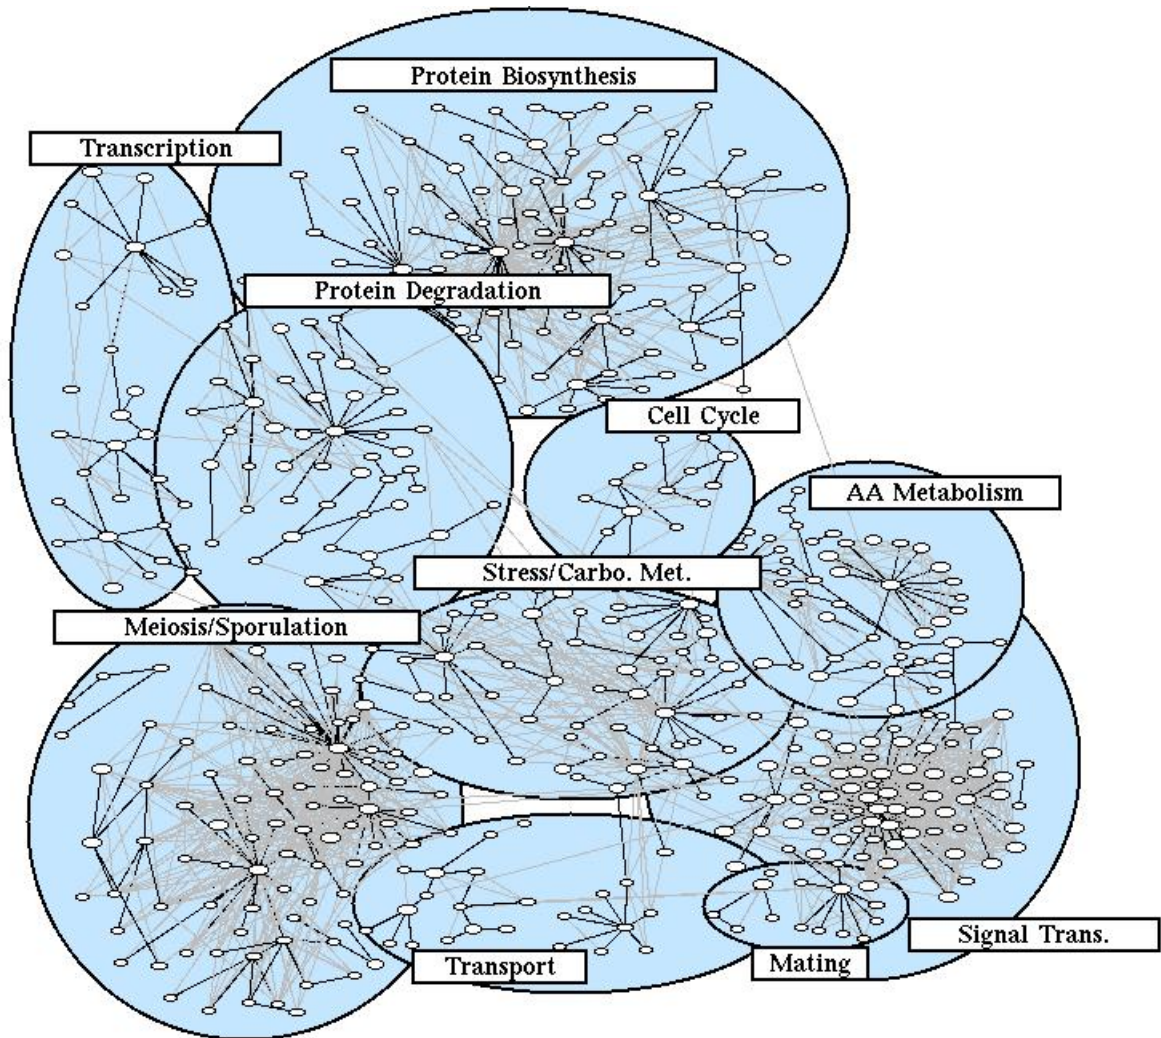 Protein Biosynthesis
Transcription
Protein Degradation
Cell Cycle
AA Metabolism
Stress/Carbo. Met.
Meiosis/Sporulation
Signal Trans.
Transport
Mating